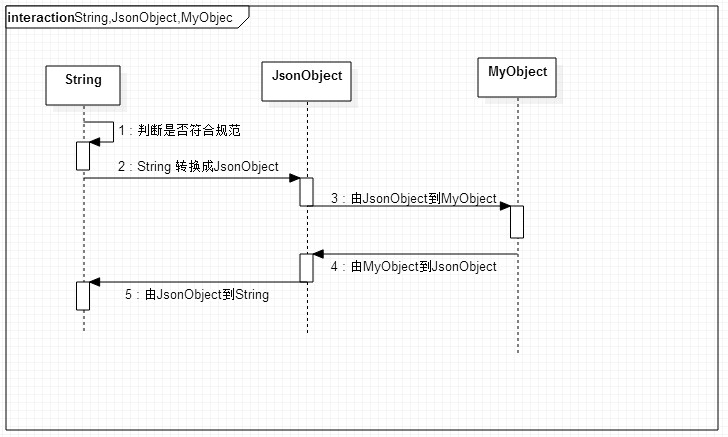 interactionString,JsonObject,MyObjec
String
JsonObject
MyObject
1 : 判断是否符合规范
2 : String 转换成JsonObject
3 : 由JsonObject到MyObject
4 : 由MyObject到JsonObject
5 : 由JsonObject到String